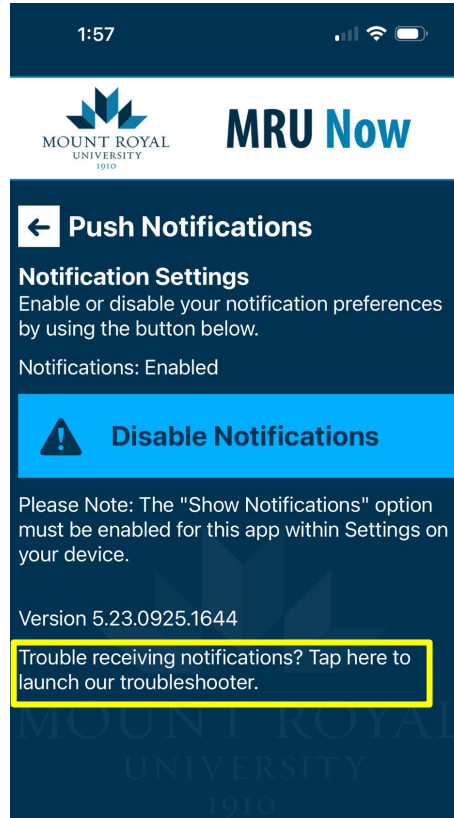 1:57
MOUNT ROYAL
UNIVERSITY
1910
MRU Now
Push Notifications
Notification Settings
Enable or disable your notification preferences
by using the button below.
Notifications: Enabled
Disable Notifications
Please Note: The "Show Notifications" option
must be enabled for this app within Settings on
your device.
Version 5.23.0925.1644
Trouble receiving notifications? Tap here to
launch our troubleshooter.
MOUNT ROYAL
UNIVERSITY
1910